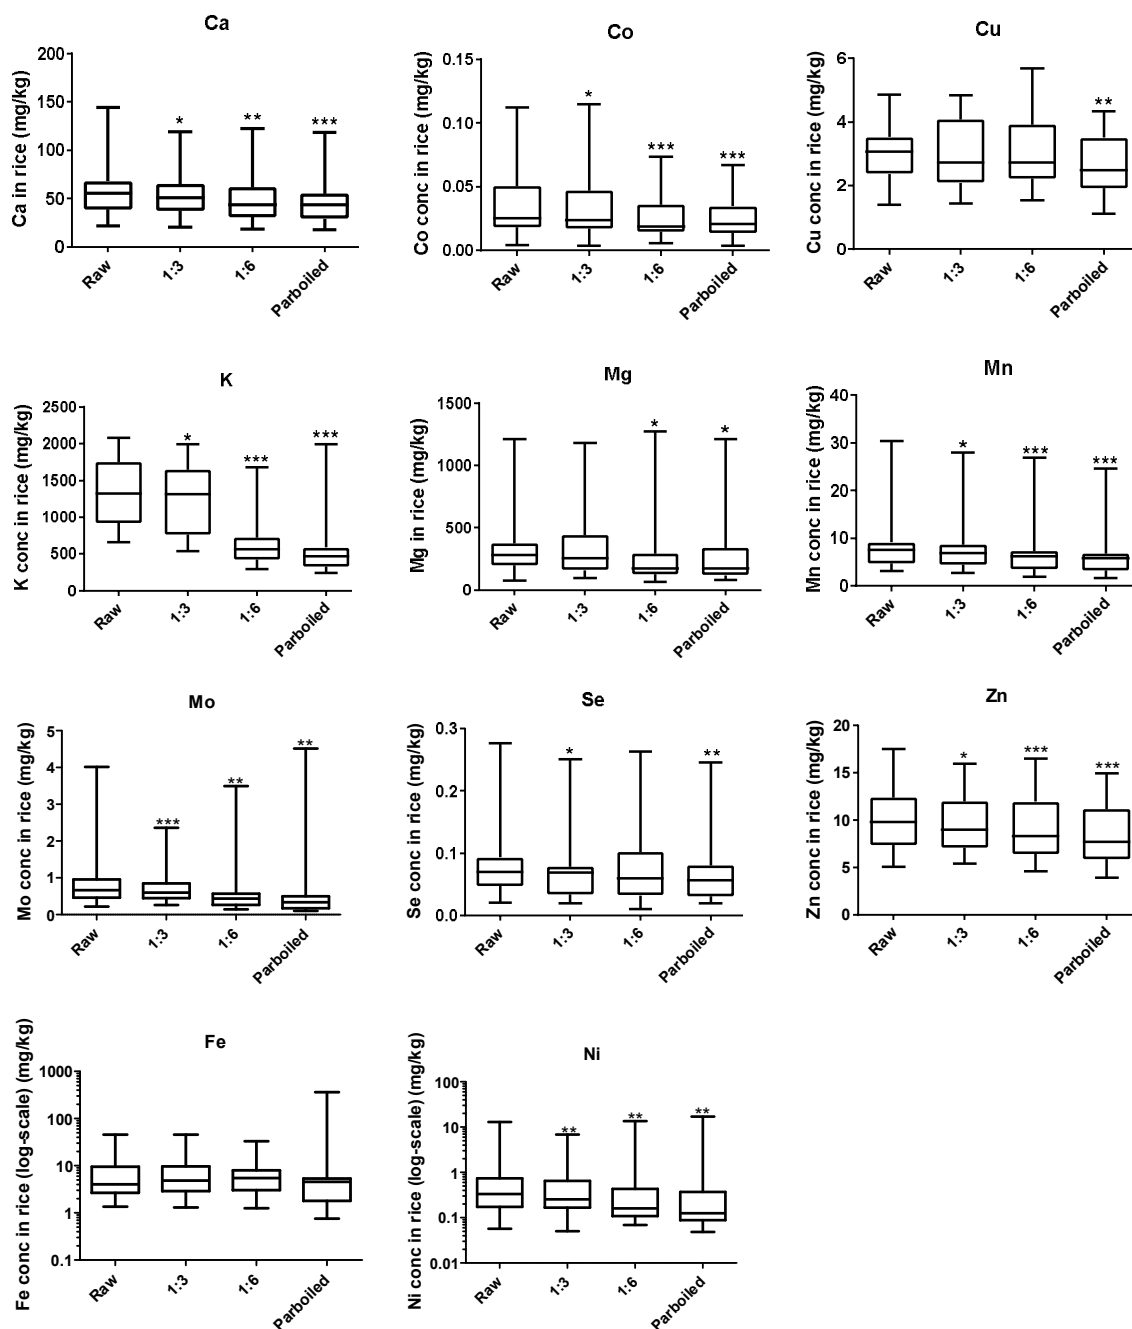 Ca
Ca in rice (mg/kg)
200
150
100
50
0
* ** ***
Raw 1:3 1:6 Parboiled
Co
Co conc in rice (mg/kg)
0.15
0.10
0.05
0.00
* *** ***
Raw 1:3 1:6 Parboiled
Cu
Cu conc in rice (mg/kg)
6
4
2
0
**
Raw 1:3 1:6 Parboiled
K
K conc in rice (mg/kg)
2500
2000
1500
1000
500
0
* *** ***
Raw 1:3 1:6 Parboiled
Mg
Mg in rice (mg/kg)
1500
1000
500
0
* *
Raw 1:3 1:6 Parboiled
Mn
Mn conc in rice (mg/kg)
40
30
20
10
0
* *** ***
Raw 1:3 1:6 Parboiled
Mo
Mo conc in rice (mg/kg)
5
4
3
2
1
0
*** ** **
Raw 1:3 1:6 Parboiled
Se
Se conc in rice (mg/kg)
0.3
0.2
0.1
0.0
* **
Raw 1:3 1:6 Parboiled
Zn
Zn conc in rice (mg/kg)
20
15
10
5
0
* *** ***
Raw 1:3 1:6 Parboiled
Fe
Fe conc in rice (log-scale) (mg/kg)
1000
100
10
1
0.1
Raw 1:3 1:6 Parboiled
Ni
Ni conc in rice (log-scale) (mg/kg)
100
10
1
0.1
0.01
** ** **
Raw 1:3 1:6 Parboiled